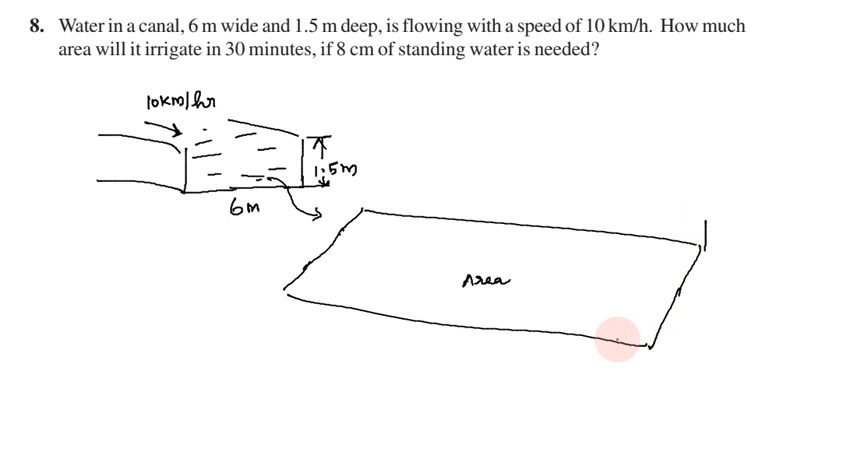 8. Water in a canal, 6 m wide and 1.5 m deep, is flowing with a speed of 10 km/h. How much
area will it irrigate in 30 minutes, if 8 cm of standing water is needed?
10km/hr
1.5m
6m
Area